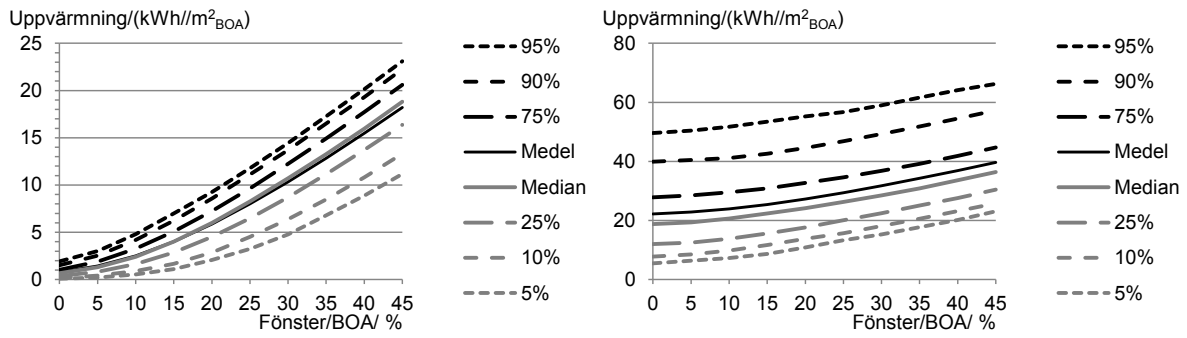 Uppvärmning/(kWh//m²BOA)
25
20
15
10
5
0
0 5 10 15 20 25 30 35 40 45
Fönster/BOA/ %
95%
90%
75%
Medel
Median
25%
10%
5%
Uppvärmning/(kWh//m²BOA)
80
60
40
20
0
0 5 10 15 20 25 30 35 40 45
Fönster/BOA/ %
95%
90%
75%
Medel
Median
25%
10%
5%